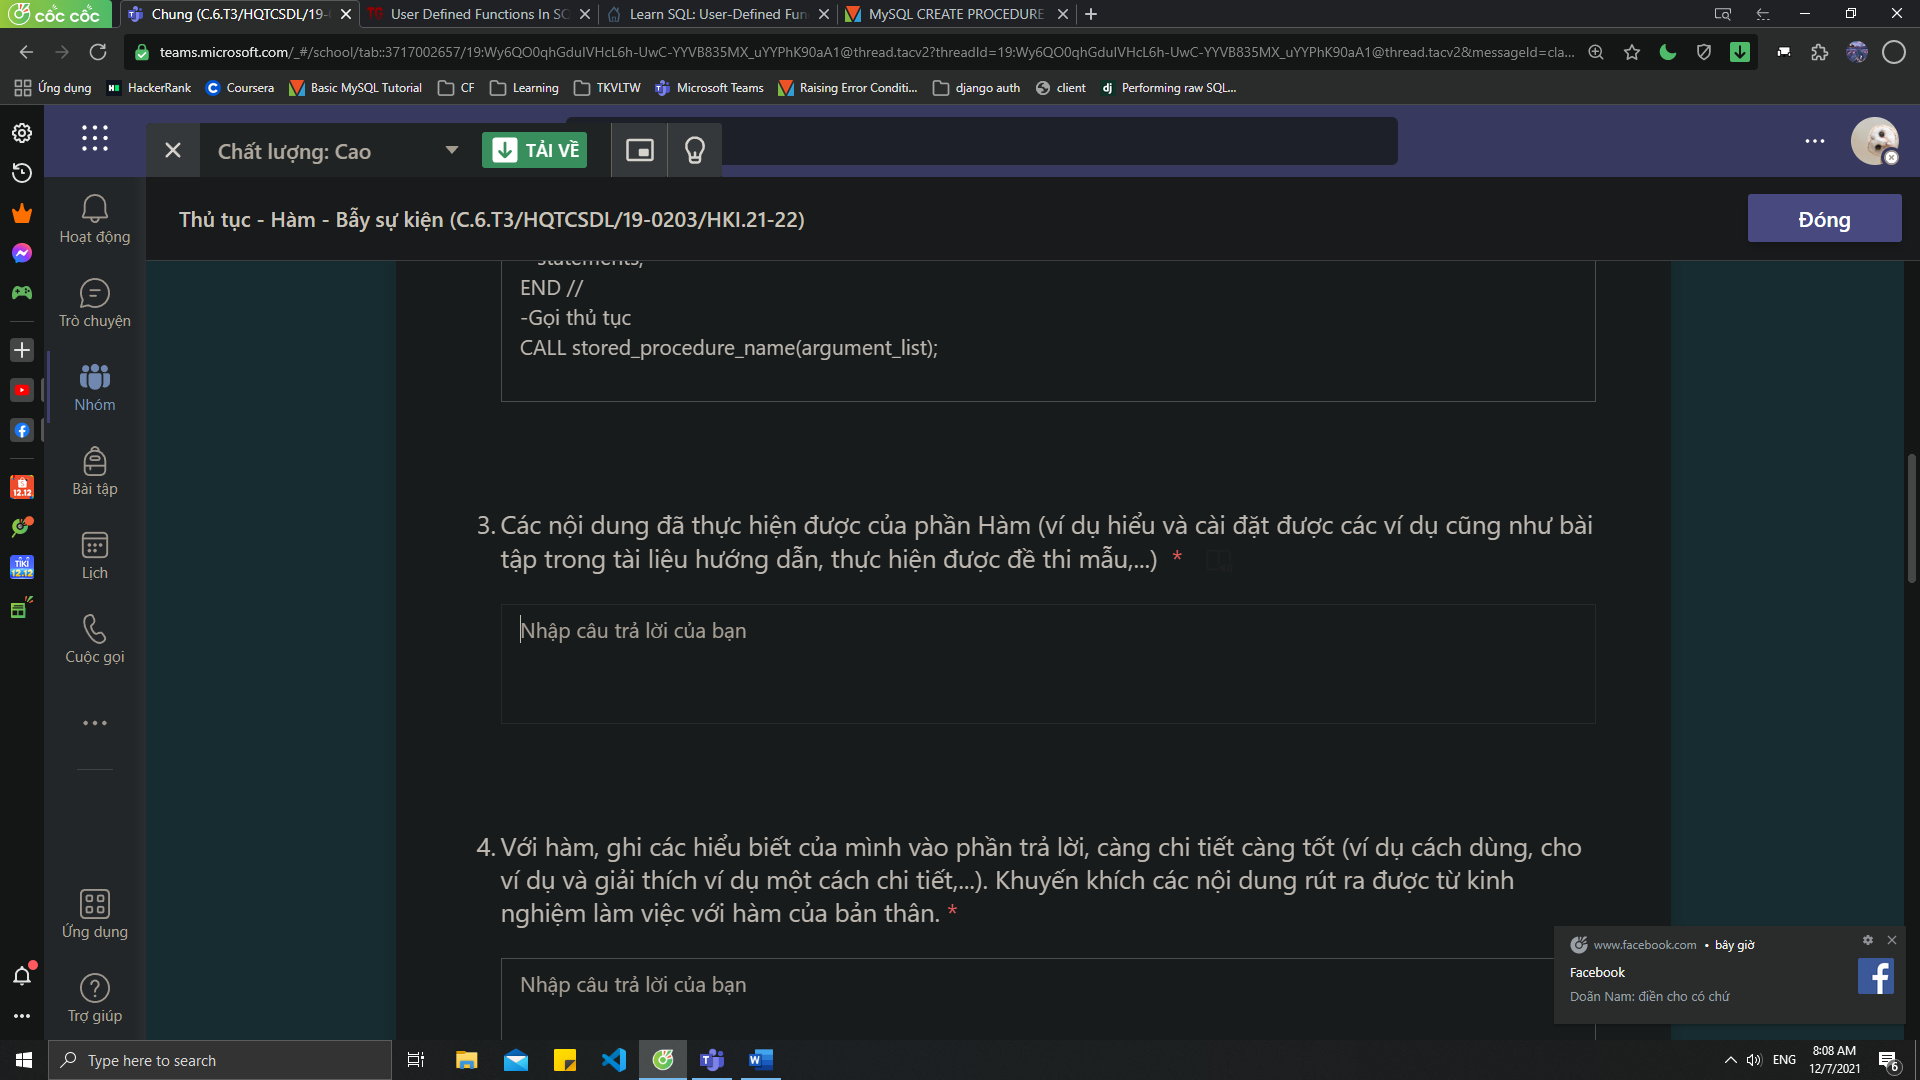 cốc cốc
Chung (C.6.T3/HQTCSDL/19-
User Defined Functions In SQ
Learn SQL: User-Defined Fun
MySQL CREATE PROCEDURE
teams.microsoft.com/_#/school/tab::3717002657/19:Wy6QO0qhGduIVHcL6h-UwC-YYVB835MX_uYYPhK90aA1@thread.tacv2?threadId=19:Wy6QO0qhGduIVHcL6h-UwC-YYVB835MX_uYYPhK90aA1@thread.tacv2&messageId=cla...
Ứng dụng
HackerRank
Coursera
Basic MySQL Tutorial
CF
Learning
TKVLTW
Microsoft Teams
Raising Error Conditi...
django auth
client
dj Performing raw SQL...
Chất lượng: Cao
TẢI VỀ
Thủ tục - Hàm - Bẫy sự kiện (C.6.T3/HQTCSDL/19-0203/HKI.21-22)
Đóng
Hoạt động
Trò chuyện
Nhóm
Bài tập
Lịch
Cuộc gọi
Ứng dụng
Trợ giúp
statements;
END //
-Gọi thủ tục
CALL stored_procedure_name(argument_list);
3. Các nội dung đã thực hiện được của phần Hàm (ví dụ hiểu và cài đặt được các ví dụ cũng như bài
tập trong tài liệu hướng dẫn, thực hiện được đề thi mẫu,...) *
Nhập câu trả lời của bạn
4. Với hàm, ghi các hiểu biết của mình vào phần trả lời, càng chi tiết càng tốt (ví dụ cách dùng, cho
ví dụ và giải thích ví dụ một cách chi tiết,...). Khuyến khích các nội dung rút ra được từ kinh
nghiệm làm việc với hàm của bản thân. *
Nhập câu trả lời của bạn
www.facebook.com • bây giờ
Facebook
Doãn Nam: điền cho có chứ
Type here to search
ENG
8:08 AM
12/7/2021
6